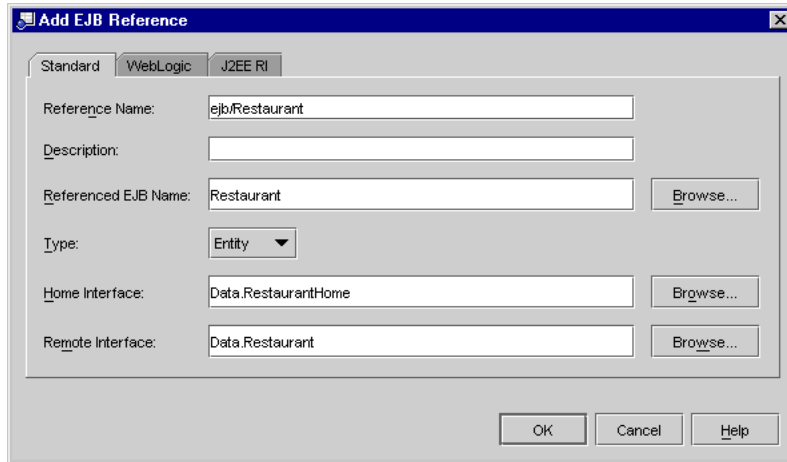 Add EJB Reference
Standard WebLogic J2EE RI
Reference Name: ejb/Restaurant
Description:
Referenced EJB Name: Restaurant Browse...
Type: Entity
Home Interface: Data.RestaurantHome Browse...
Remote Interface: Data.Restaurant Browse...
OK Cancel Help